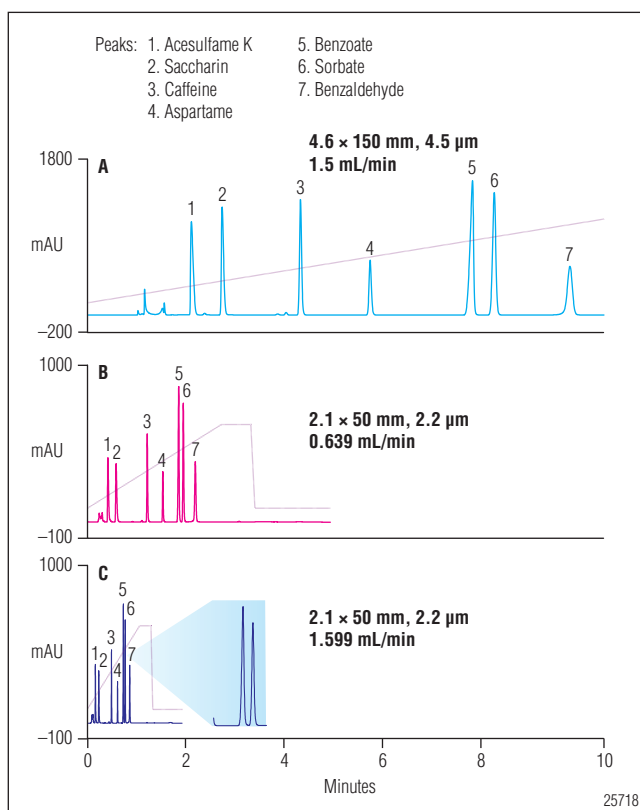 Peaks: 1. Acesulfame K 5. Benzoate
2. Saccharin 6. Sorbate
3. Caffeine 7. Benzaldehyde
4. Aspartame
1800 A 4.6 × 150 mm, 4.5 µm
1.5 mL/min
mAU
1 2 3 4 5 6 7
–200
1000 B
2.1 × 50 mm, 2.2 µm
0.639 mL/min
mAU
1 2 3 4 5 6 7
–100
1000 C
2.1 × 50 mm, 2.2 µm
1.599 mL/min
mAU
1 2 3 4 5 6 7
–100
0 2 4 6 8 10
Minutes
25718